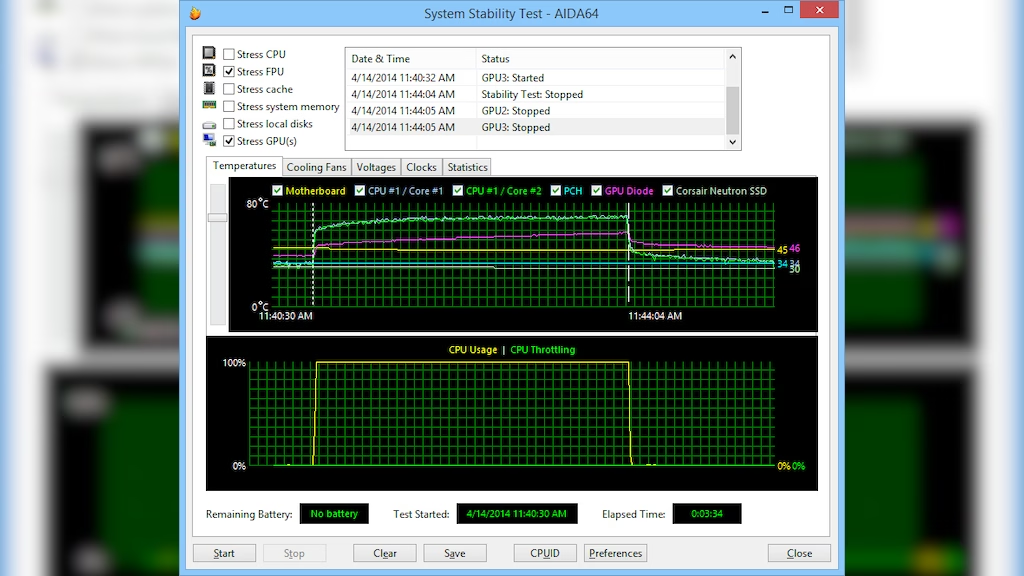 System Stability Test - AIDA64
Stress CPU
Stress FPU
Stress cache
Stress system memory
Stress local disks
Stress GPU(s)
Date & Time Status
4/14/2014 11:40:32 AM GPU3: Started
4/14/2014 11:44:04 AM Stability Test: Stopped
4/14/2014 11:44:05 AM GPU2: Stopped
4/14/2014 11:44:05 AM GPU3: Stopped
Temperatures Cooling Fans Voltages Clocks Statistics
Motherboard CPU #1 / Core #1 CPU #1 / Core #2 PCH GPU Diode Corsair Neutron SSD
80°C
45 46
34 34
30
0°C
11:40:30 AM 11:44:04 AM
CPU Usage | CPU Throttling
100%
0% 0% 0%
Remaining Battery: No battery Test Started: 4/14/2014 11:40:30 AM Elapsed Time: 0:03:34
Start Stop Clear Save CPUID Preferences Close